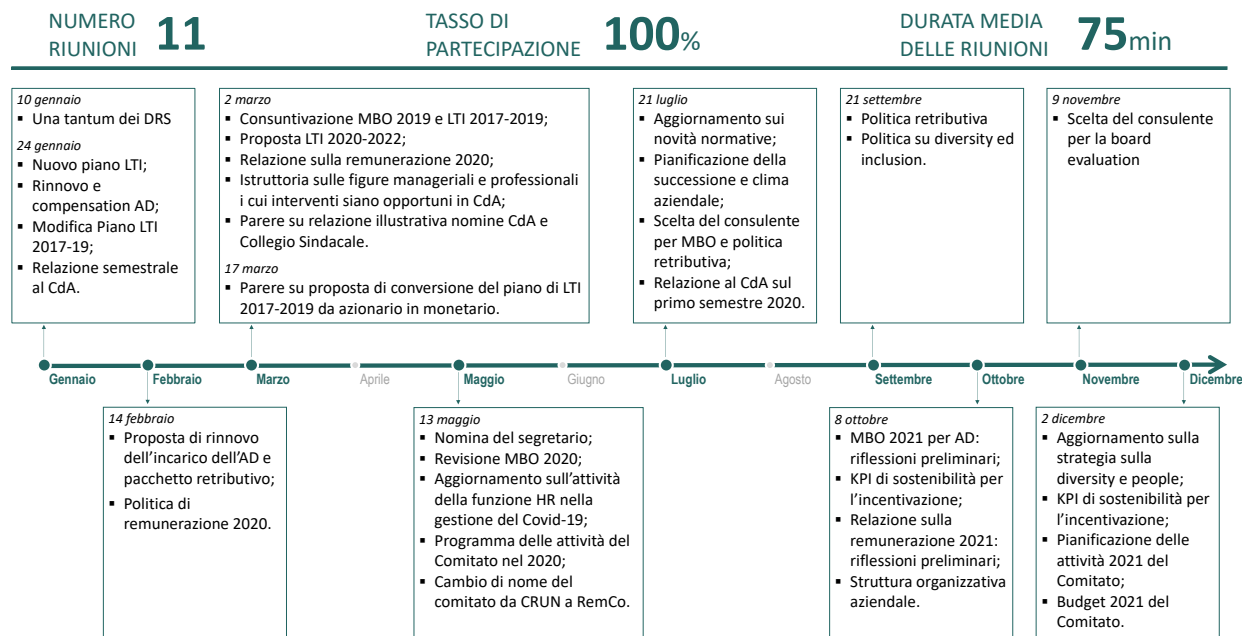 NUMERO
RIUNIONI 11
TASSO DI
PARTECIPAZIONE 100%
DURATA MEDIA
DELLE RIUNIONI 75min
10 gennaio
▪ Una tantum dei DRS
24 gennaio
▪ Nuovo piano LTI;
▪ Rinnovo e
compensation AD;
▪ Modifica Piano LTI
2017-19;
▪ Relazione semestrale
al CdA.
2 marzo
▪ Consuntivazione MBO 2019 e LTI 2017-2019;
▪ Proposta LTI 2020-2022;
▪ Relazione sulla remunerazione 2020;
▪ Istruttoria sulle figure manageriali e professionali
i cui interventi siano opportuni in CdA;
▪ Parere su relazione illustrativa nomine CdA e
Collegio Sindacale.
17 marzo
▪ Parere su proposta di conversione del piano di LTI
2017-2019 da azionario in monetario.
21 luglio
▪ Aggiornamento sui
novità normative;
▪ Pianificazione della
successione e clima
aziendale;
▪ Scelta del consulente
per MBO e politica
retributiva;
▪ Relazione al CdA sul
primo semestre 2020.
21 settembre
▪ Politica retributiva
▪ Politica su diversity ed
inclusion.
9 novembre
▪ Scelta del consulente
per la board
evaluation
Gennaio
Febbraio
Marzo
Aprile
Maggio
Giugno
Luglio
Agosto
Settembre
Ottobre
Novembre
Dicembre
14 febbraio
▪ Proposta di rinnovo
dell’incarico dell’AD e
pacchetto retributivo;
▪ Politica di
remunerazione 2020.
13 maggio
▪ Nomina del segretario;
▪ Revisione MBO 2020;
▪ Aggiornamento sull’attività
della funzione HR nella
gestione del Covid-19;
▪ Programma delle attività del
Comitato nel 2020;
▪ Cambio di nome del
comitato da CRUN a RemCo.
8 ottobre
▪ MBO 2021 per AD:
riflessioni preliminari;
▪ KPI di sostenibilità per
l’incentivazione;
▪ Relazione sulla
remunerazione 2021:
riflessioni preliminari;
▪ Struttura organizzativa
aziendale.
2 dicembre
▪ Aggiornamento sulla
strategia sulla
diversity e people;
▪ KPI di sostenibilità per
l’incentivazione;
▪ Pianificazione delle
attività 2021 del
Comitato;
▪ Budget 2021 del
Comitato.